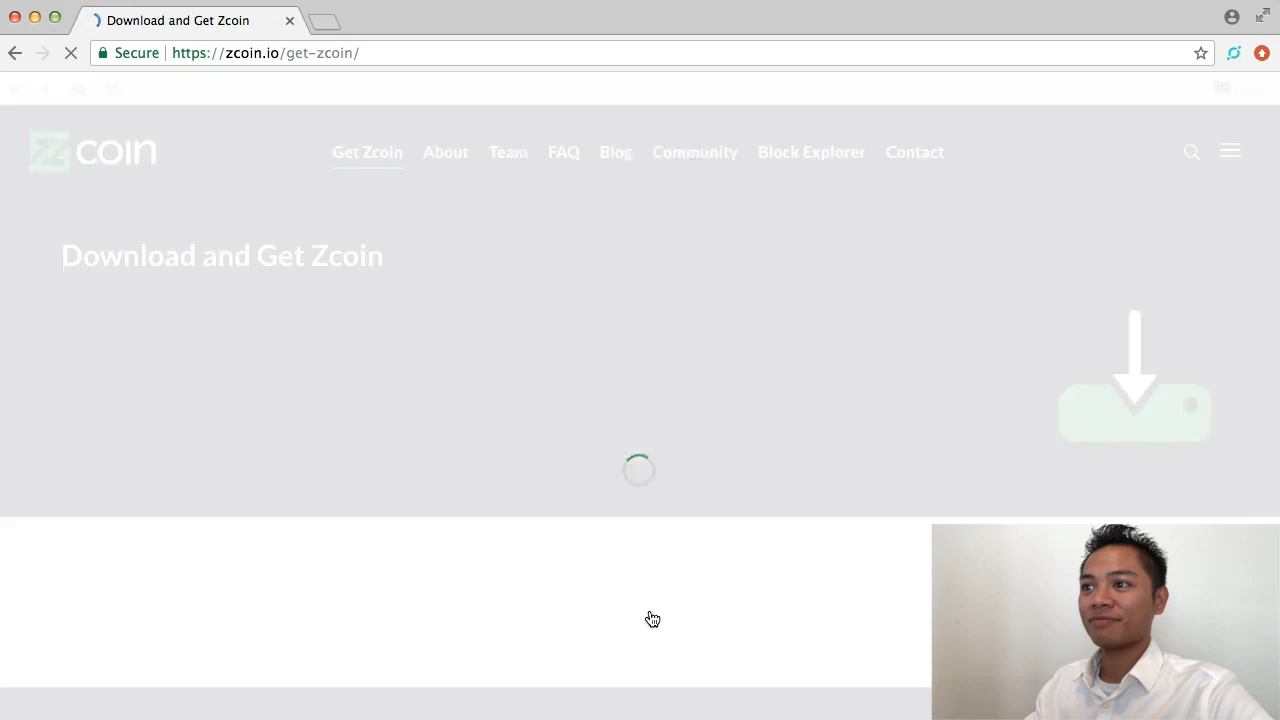 Download and Get Zcoin
Secure https://zcoin.io/get-zcoin/
Zcoin Get Zcoin About Team FAQ Blog Community Block Explorer Contact
Download and Get Zcoin